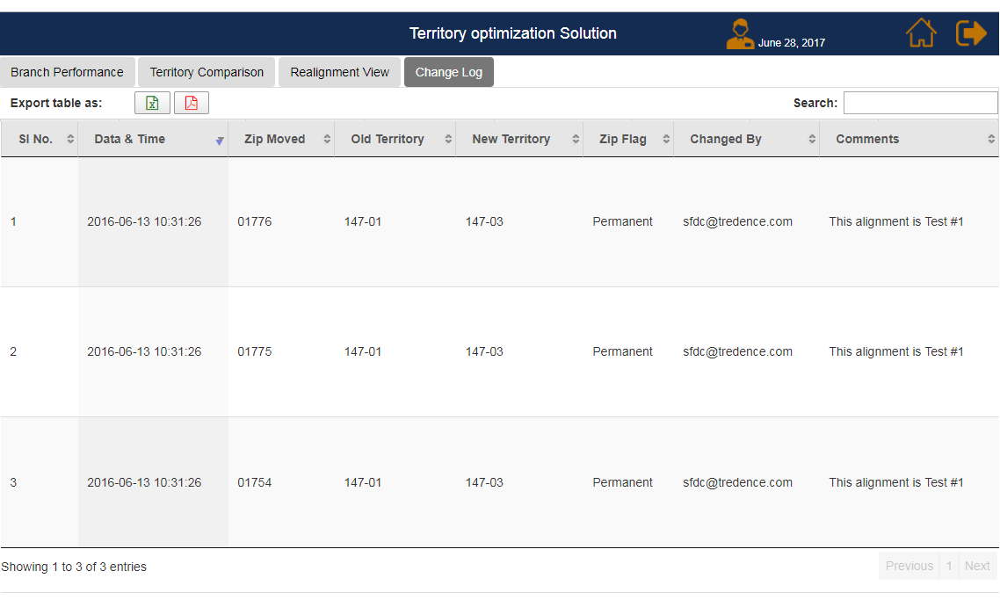 Territory optimization Solution
June 28, 2017
Branch Performance Territory Comparison Realignment View Change Log
Export table as: Search:
Sl No. Data & Time Zip Moved Old Territory New Territory Zip Flag Changed By Comments
1 2016-06-13 10:31:26 01776 147-01 147-03 Permanent sfdc@tredence.com This alignment is Test #1
2 2016-06-13 10:31:26 01775 147-01 147-03 Permanent sfdc@tredence.com This alignment is Test #1
3 2016-06-13 10:31:26 01754 147-01 147-03 Permanent sfdc@tredence.com This alignment is Test #1
Showing 1 to 3 of 3 entries Previous 1 Next